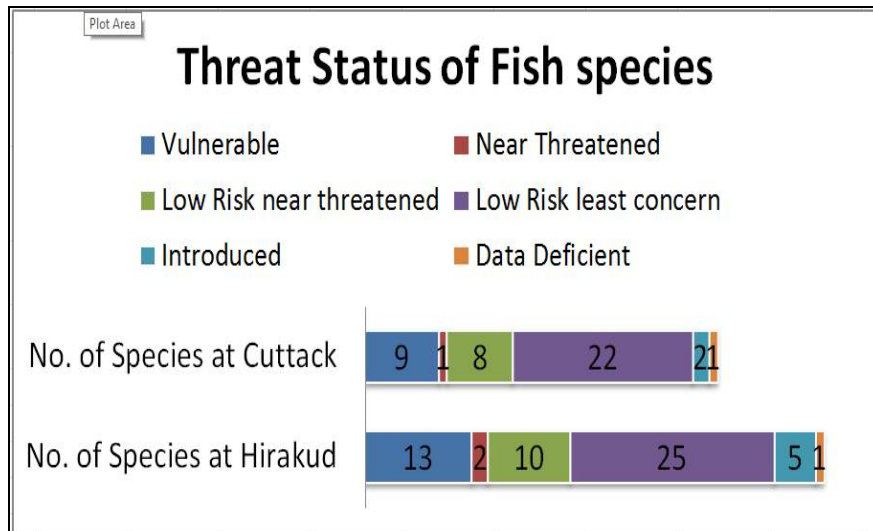 Plot Area
Threat Status of Fish species
Vulnerable Near Threatened
Low Risk near threatened Low Risk least concern
Introduced Data Deficient
No. of Species at Cuttack 9 1 8 22 2 1
No. of Species at Hirakud 13 2 10 25 5 1